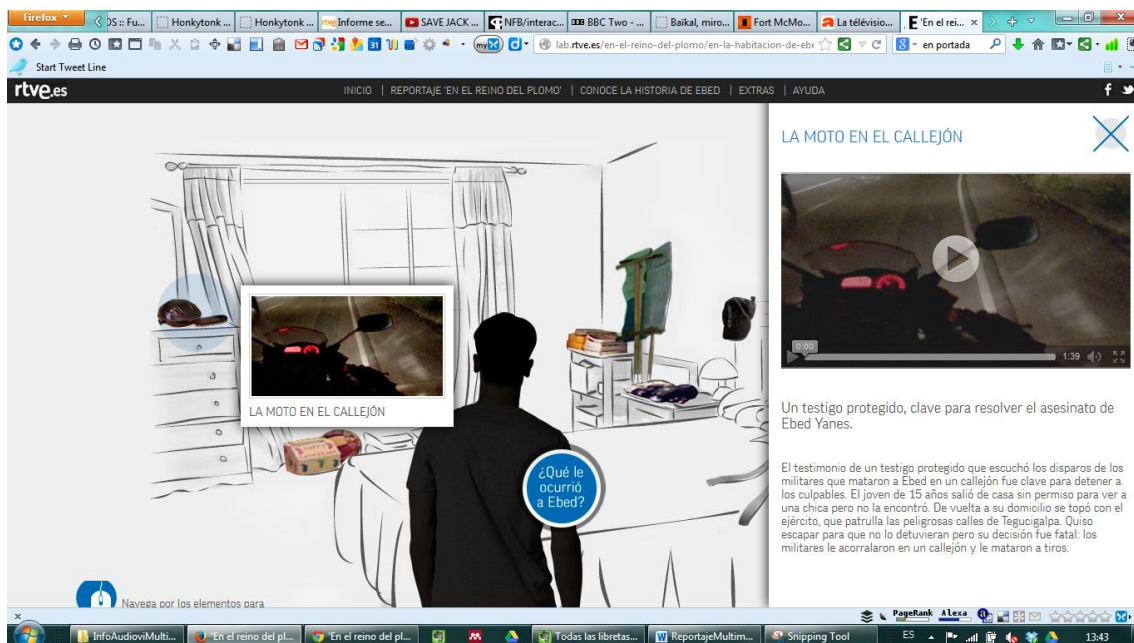 Firefox
OS :: Fu...
Honkytonk ...
Honkytonk ...
Informe se...
SAVE JACK ...
NFB/interac...
BBC Two - ...
Baïkal, miro...
Fort McMo...
La télévisio...
'En el rei...
lab.rtve.es/en-el-reino-del-plomo/en-la-habitacion-de-ebe
en portada
Start Tweet Line
rtve.es
INICIO | REPORTAJE 'EN EL REINO DEL PLOMO' | CONOCE LA HISTORIA DE EBED | EXTRAS | AYUDA
LA MOTO EN EL CALLEJÓN
0:00
1:39
LA MOTO EN EL CALLEJÓN
¿Qué le
ocurrió
a Ebed?
Un testigo protegido, clave para resolver el asesinato de
Ebed Yanes.
El testimonio de un testigo protegido que escuchó los disparos de los
militares que mataron a Ebed en un callejón fue clave para detener a
los culpables. El joven de 15 años salió de casa sin permiso para ver a
una chica pero no la encontró. De vuelta a su domicilio se topó con el
ejército, que patrulla las peligrosas calles de Tegucigalpa. Quiso
escapar para que no lo detuvieran pero su decisión fue fatal: los
militares le acorralaron en un callejón y le mataron a tiros.
Navega por los elementos para
PageRank Alexa
InfoAudioviMulti...
'En el reino del pl...
'En el reino del pl...
Todas las libretas...
ReportajeMultim...
Snipping Tool
ES
13:43